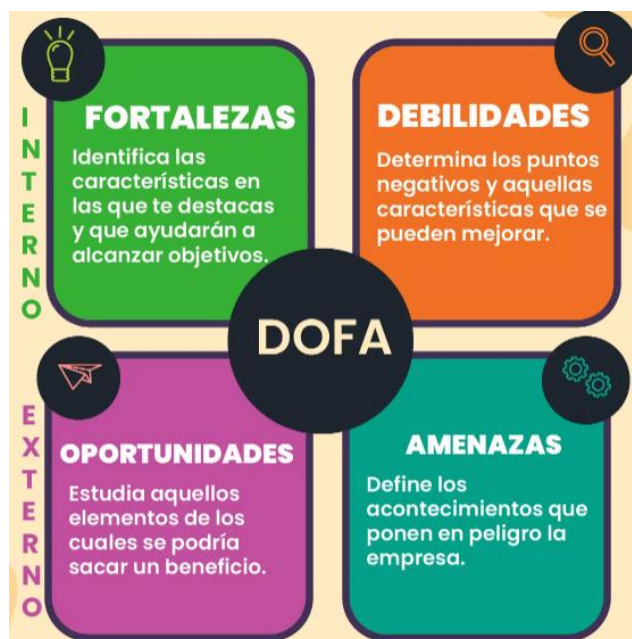 INTERNO
FORTALEZAS
Identifica las
características en
las que te destacas
y que ayudarán a
alcanzar objetivos.
DEBILIDADES
Determina los puntos
negativos y aquellas
características que se
pueden mejorar.
DOFA
EXTERNO
OPORTUNIDADES
Estudia aquellos
elementos de los
cuales se podría
sacar un beneficio.
AMENAZAS
Define los
acontecimientos que
ponen en peligro la
empresa.